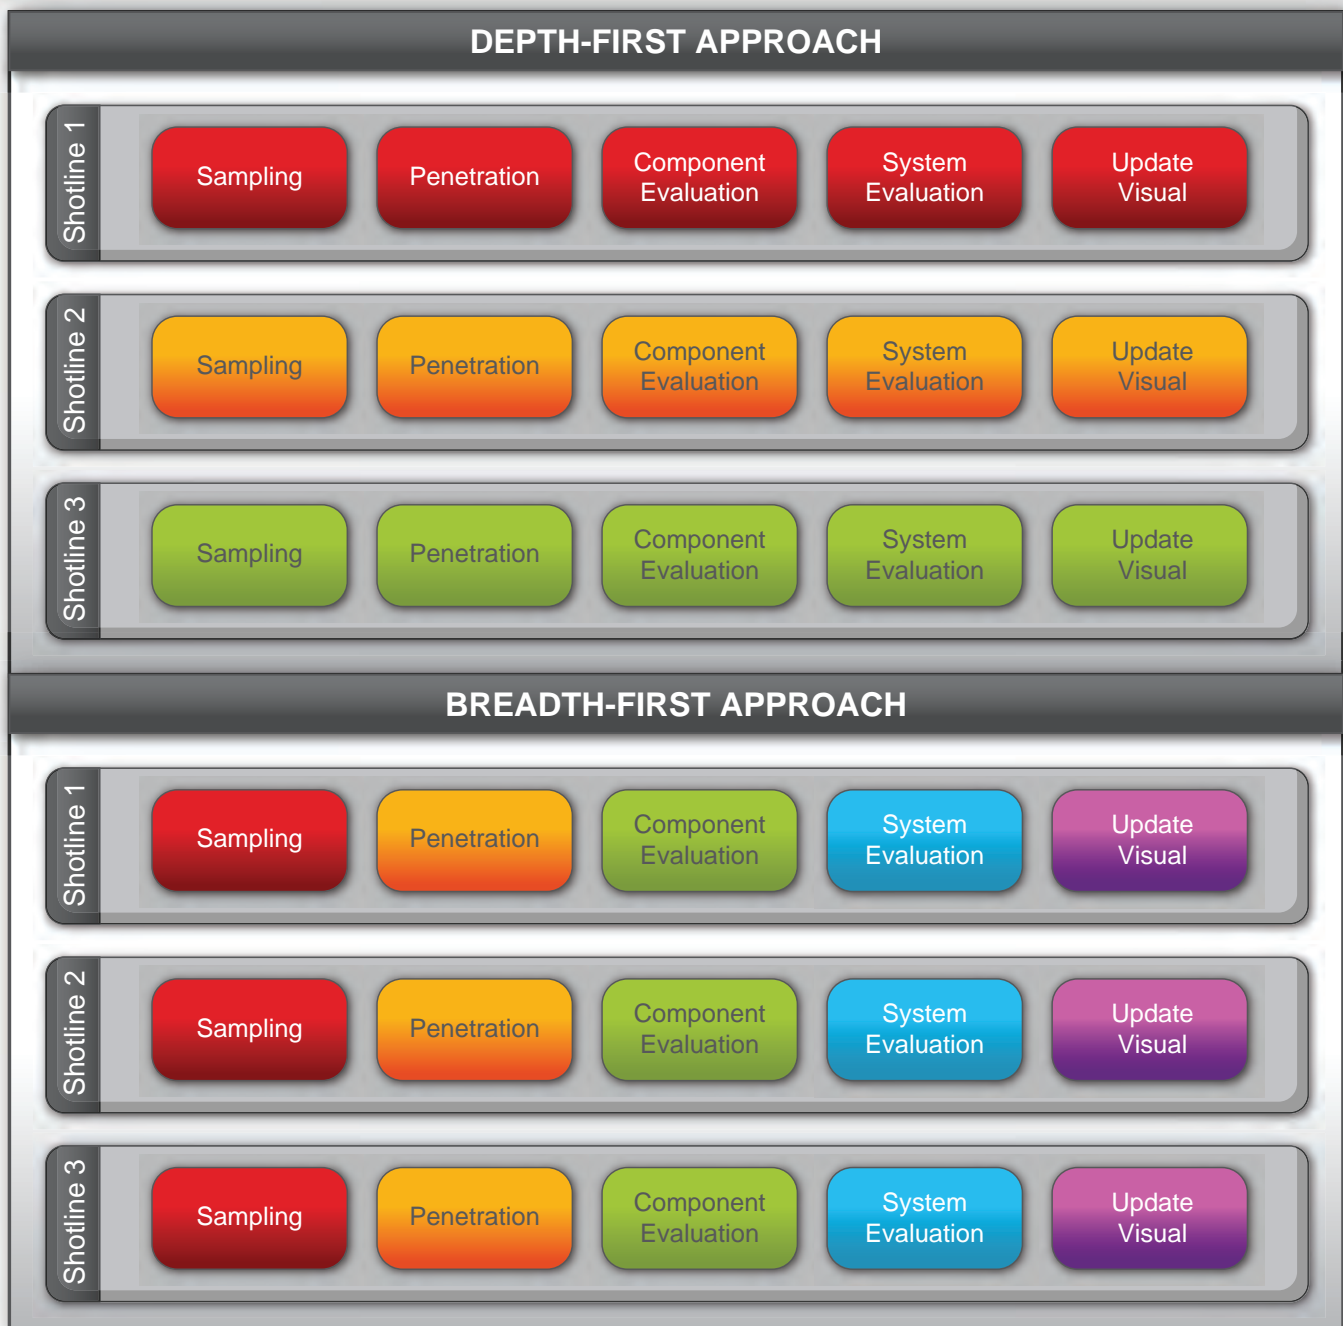 DEPTH-FIRST APPROACH
Shotline 1
Sampling
Penetration
Component
Evaluation
System
Evaluation
Update
Visual
Shotline 2
Sampling
Penetration
Component
Evaluation
System
Evaluation
Update
Visual
Shotline 3
Sampling
Penetration
Component
Evaluation
System
Evaluation
Update
Visual
BREADTH-FIRST APPROACH
Shotline 1
Sampling
Penetration
Component
Evaluation
System
Evaluation
Update
Visual
Shotline 2
Sampling
Penetration
Component
Evaluation
System
Evaluation
Update
Visual
Shotline 3
Sampling
Penetration
Component
Evaluation
System
Evaluation
Update
Visual